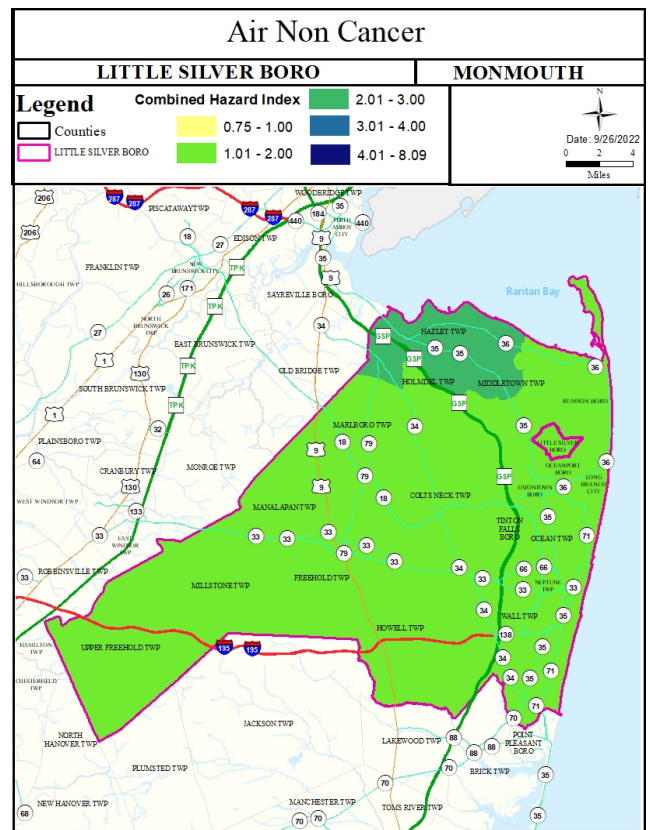 Air Non Cancer
LITTLE SILVER BORO
MONMOUTH
Legend
Counties
LITTLE SILVER BORO
Combined Hazard Index
0.75 - 1.00
1.01 - 2.00
2.01 - 3.00
3.01 - 4.00
4.01 - 8.09
N
Date: 9/26/2022
0 2 4
Miles
WOODBRIDGE TWP
206
287
287
PISCATAWAY TWP
287
287
440
184
35
440
PERTH
AMBOY
CITY
206
18
27
EDISON TWP
9
35
FRANKLIN TWP
NEW
BRUNSWICK CITY
TPK
9
HILLSBOROUGH TWP
26
171
SAYREVILLE BORO
Raritan Bay
TPK
27
NORTH
BRUNSWICK
TWP
34
EAST BRUNSWICK TWP
GSP
HAZLET TWP
35
35
36
1
130
TPK
OLD BRIDGE TWP
GSP
36
SOUTH BRUNSWICK TWP
HOLMDEL TWP
MIDDLETOWN TWP
TPK
GSP
RUMSON BORO
1
32
MARLBORO TWP
34
35
PLAINSBORO TWP
18
79
LITTLE SILVER
BORO
9
64
CRANBURY TWP
MONROE TWP
OCEANPORT
BORO
36
79
GSP
LONG
BRANCH
CITY
130
9
18
COLTS NECK TWP
EATONTOWN
BORO
36
WEST WINDSOR TWP
133
MANALAPAN TWP
35
TINTON
FALLS
BORO
33
EAST
WINDSOR
TWP
33
33
33
33
79
33
OCEAN TWP
71
33
ROBBINSVILLE TWP
MILLSTONE TWP
FREEHOLD TWP
34
33
66
66
33
NEPTUNE
TWP
33
34
WALL TWP
35
HAMILTON
TWP
UPPER FREEHOLD TWP
195
195
HOWELL TWP
138
35
CHESTERFIELD
TWP
34
34
35
71
71
NORTH
HANOVER TWP
JACKSON TWP
70
LAKEWOOD TWP
88
88
88
POINT
PLEASANT
BORO
PLUMSTED TWP
70
BRICK TWP
35
70
NEW HANOVER TWP
MANCHESTER TWP
TOMS RIVER TWP
68
70
70
35